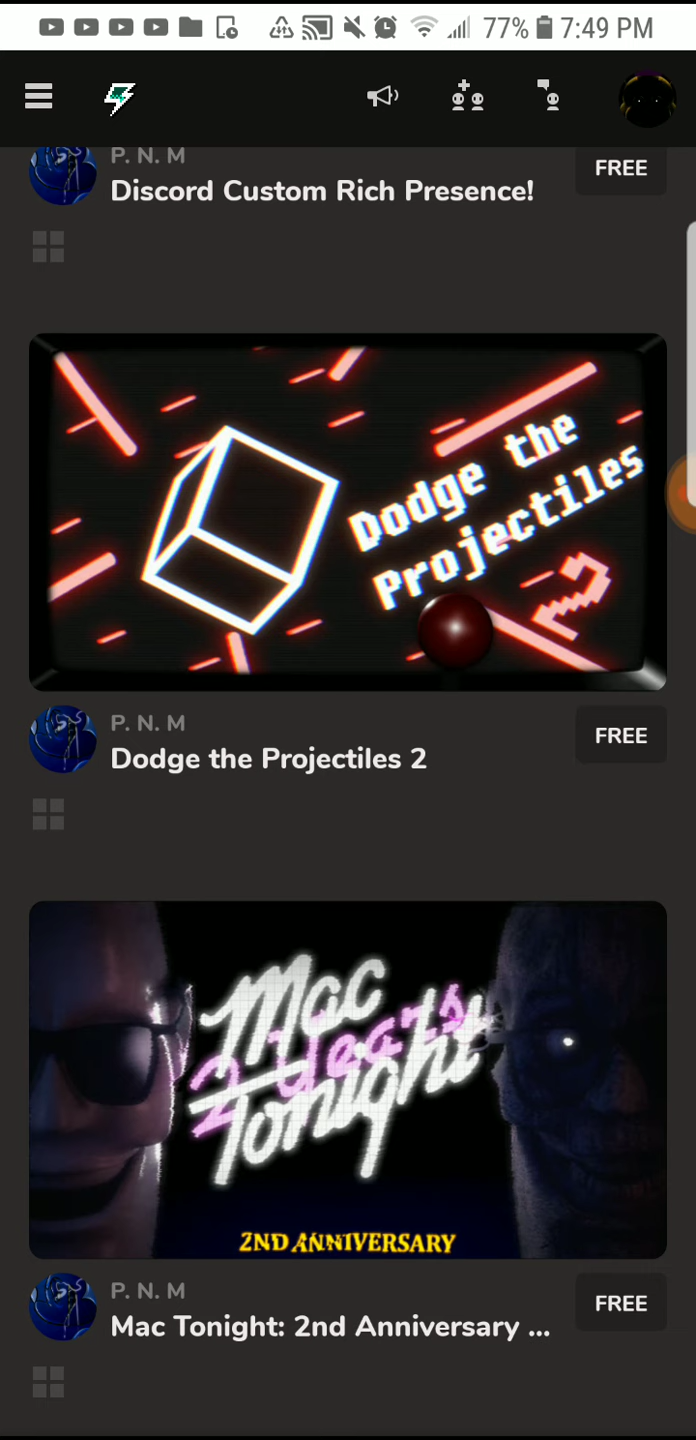 77% 7:49 PM
P. N. M
Discord Custom Rich Presence!
FREE
Dodge the
Projectiles
2
P. N. M
Dodge the Projectiles 2
FREE
Mac
2 Years
Tonight
2ND ANNIVERSARY
P. N. M
Mac Tonight: 2nd Anniversary ...
FREE